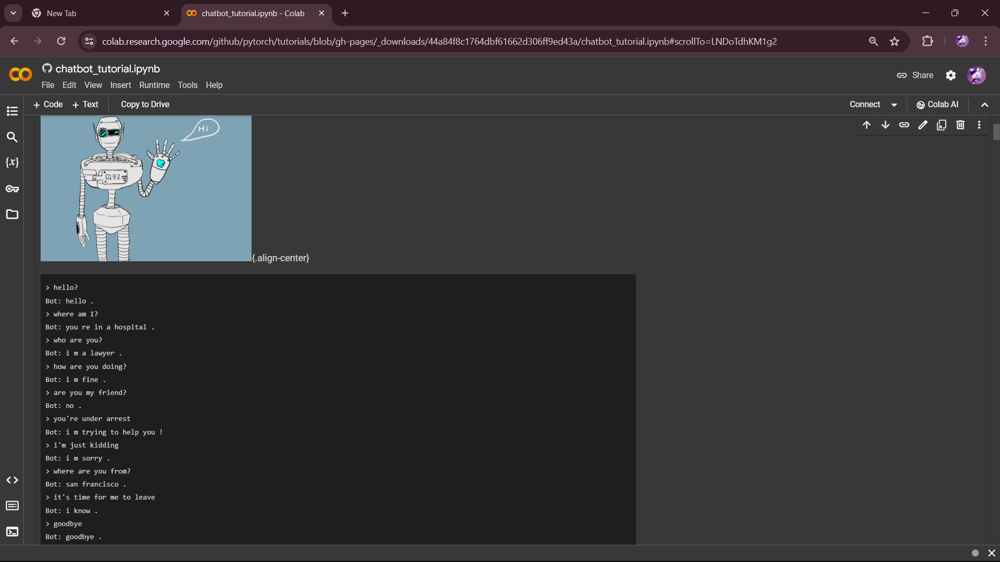 New Tab
chatbot_tutorial.ipynb - Colab
colab.research.google.com/github/pytorch/tutorials/blob/gh-pages/_downloads/44a84f8c1764dbf61662d306ff9ed43a/chatbot_tutorial.ipynb#scrollTo=LNDoTdhKM1g2
chatbot_tutorial.ipynb
Share
File Edit View Insert Runtime Tools Help
+ Code + Text Copy to Drive Connect Colab AI
Hi
{x}
0192
{.align-center}
> hello?
Bot: hello .
> where am I?
Bot: you re in a hospital .
> who are you?
Bot: i m a lawyer .
> how are you doing?
Bot: i m fine .
> are you my friend?
Bot: no .
> you're under arrest
Bot: i m trying to help you !
> i'm just kidding
Bot: i m sorry .
> where are you from?
Bot: san francisco .
> it's time for me to leave
Bot: i know .
> goodbye
Bot: goodbye .